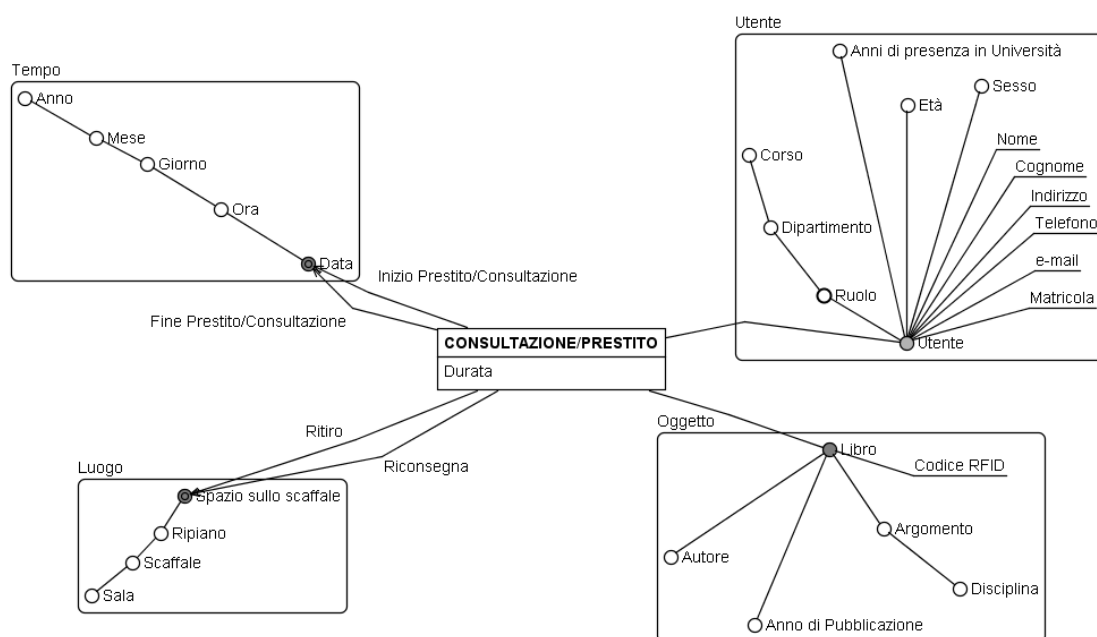 Tempo
Anno
Mese
Giorno
Ora
Data
Inizio Prestito/Consultazione
Fine Prestito/Consultazione
Utente
Anni di presenza in Università
Sesso
Età
Nome
Corso
Cognome
Indirizzo
Dipartimento
Telefono
e-mail
Ruolo
Matricola
Utente
CONSULTAZIONE/PRESTITO
Durata
Ritiro
Riconsegna
Luogo
Spazio sullo scaffale
Ripiano
Scaffale
Sala
Oggetto
Libro
Codice RFID
Argomento
Autore
Disciplina
Anno di Pubblicazione